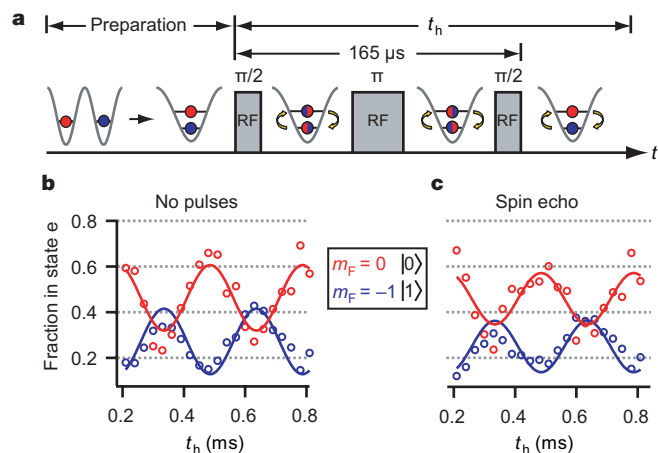 a
Preparation
t_h
165 μs
π/2
π
π/2
RF
RF
RF
t
b
No pulses
c
Spin echo
Fraction in state e
0.8
0.6
0.4
0.2
m_F = 0 |0⟩
m_F = −1 |1⟩
0.2 0.4 0.6 0.8
0.2 0.4 0.6 0.8
t_h (ms)
t_h (ms)